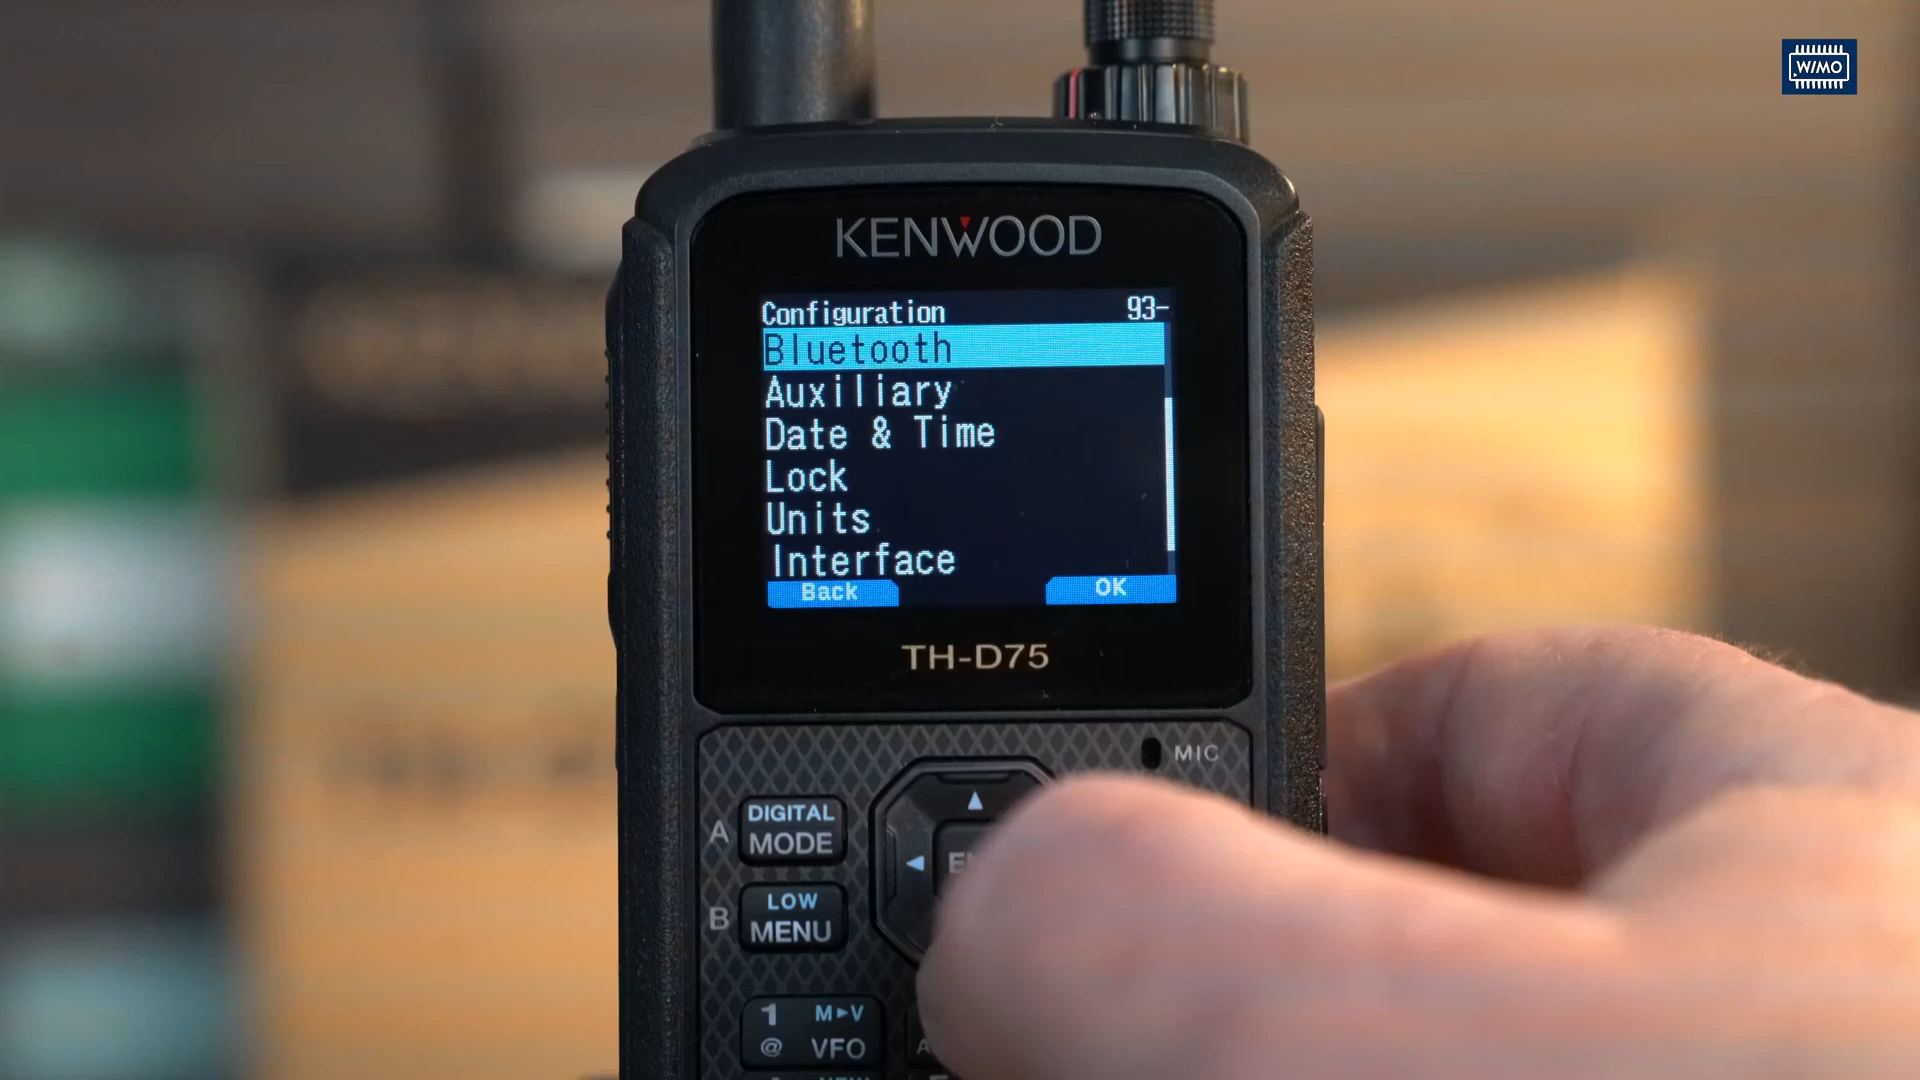 WiMO
KENWOOD
Configuration 93-
Bluetooth
Auxiliary
Date & Time
Lock
Units
Interface
Back OK
TH-D75
MIC
A DIGITAL
MODE
B LOW
MENU
1 M►V
@ VFO